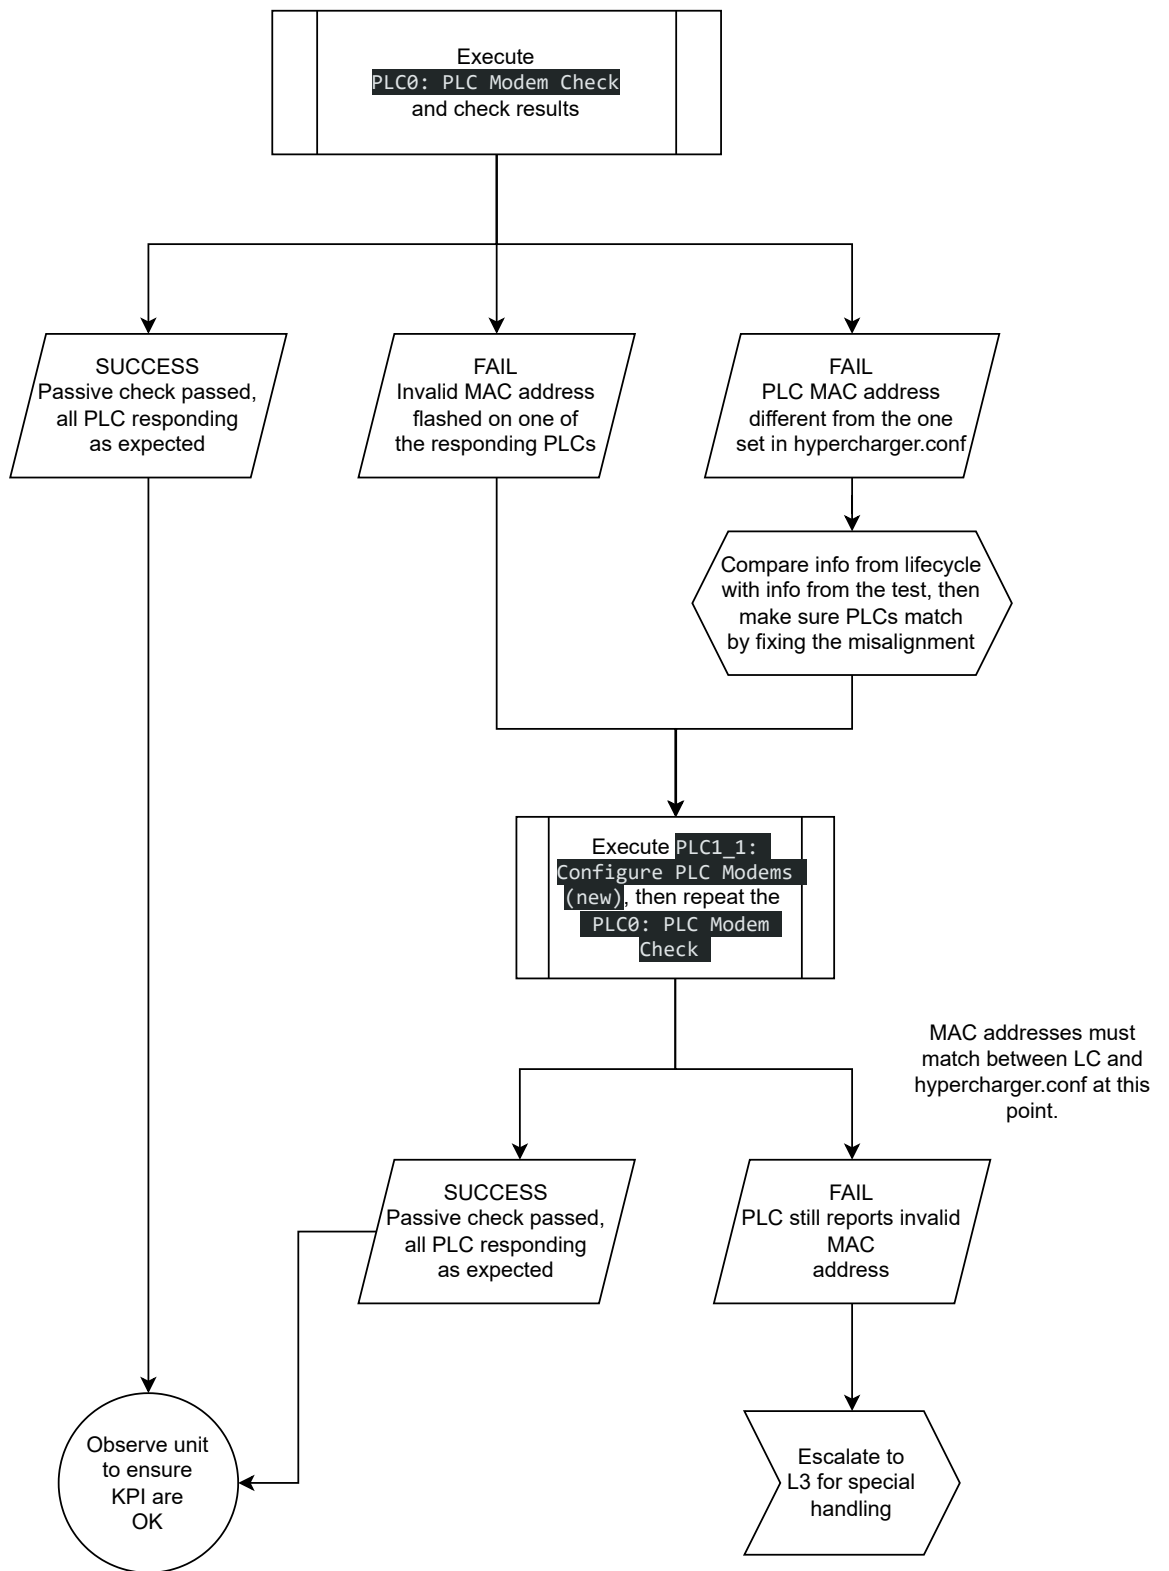 Execute
PLC0: PLC Modem Check
and check results
SUCCESS
Passive check passed,
all PLC responding
as expected
FAIL
Invalid MAC address
flashed on one of
the responding PLCs
FAIL
PLC MAC address
different from the one
set in hypercharger.conf
Compare info from lifecycle
with info from the test, then
make sure PLCs match
by fixing the misalignment
Execute PLC1_1:
Configure PLC Modems
(new), then repeat the
PLC0: PLC Modem
Check
MAC addresses must
match between LC and
hypercharger.conf at this
point.
SUCCESS
Passive check passed,
all PLC responding
as expected
FAIL
PLC still reports invalid
MAC
address
Observe unit
to ensure
KPI are
OK
Escalate to
L3 for special
handling